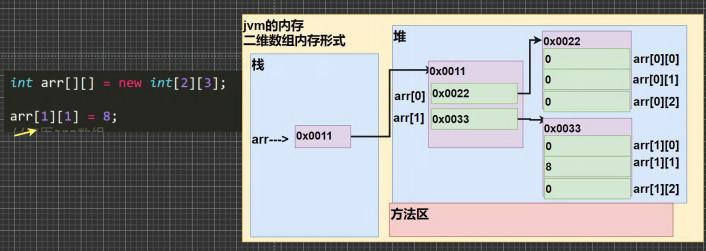 int arr[][] = new int[2][3];
arr[1][1] = 8;
jvm的内存
二维数组内存形式
栈
arr--->
0x0011
堆
0x0011
arr[0]
0x0022
arr[1]
0x0033
0x0022
0
arr[0][0]
0
arr[0][1]
0
arr[0][2]
0x0033
0
arr[1][0]
8
arr[1][1]
0
arr[1][2]
方法区